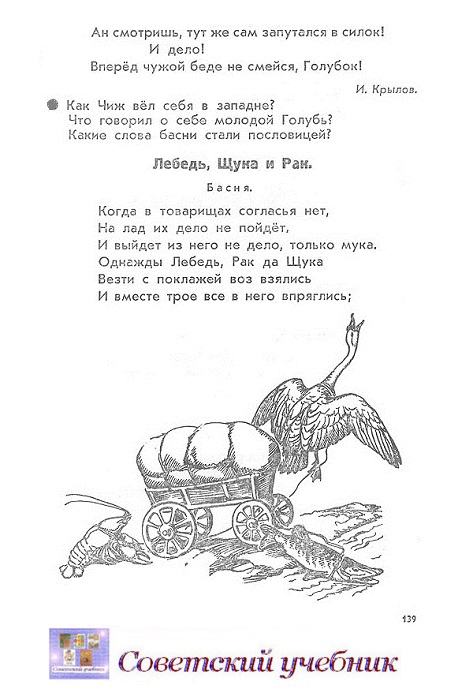 Ан смотришь, тут же сам запутался в силок!
И дело!
Вперёд чужой беде не смейся, Голубок!
И. Крылов.
Как Чиж вёл себя в западне?
Что говорил о себе молодой Голубь?
Какие слова басни стали пословицей?
Лебедь, Щука и Рак.
Басня.
Когда в товарищах согласья нет,
На лад их дело не пойдёт,
И выйдет из него не дело, только мука.
Однажды Лебедь, Рак да Щука
Везти с поклажей воз взялись
И вместе трое все в него впряглись;
139
Советский учебник
Советский учебник